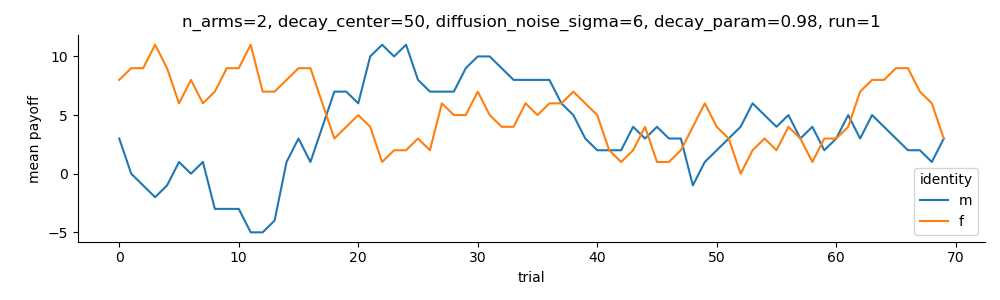 n_arms=2, decay_center=50, diffusion_noise_sigma=6, decay_param=0.98, run=1
mean payoff
10
5
0
−5
0 10 20 30 40 50 60 70
trial
identity
m
f